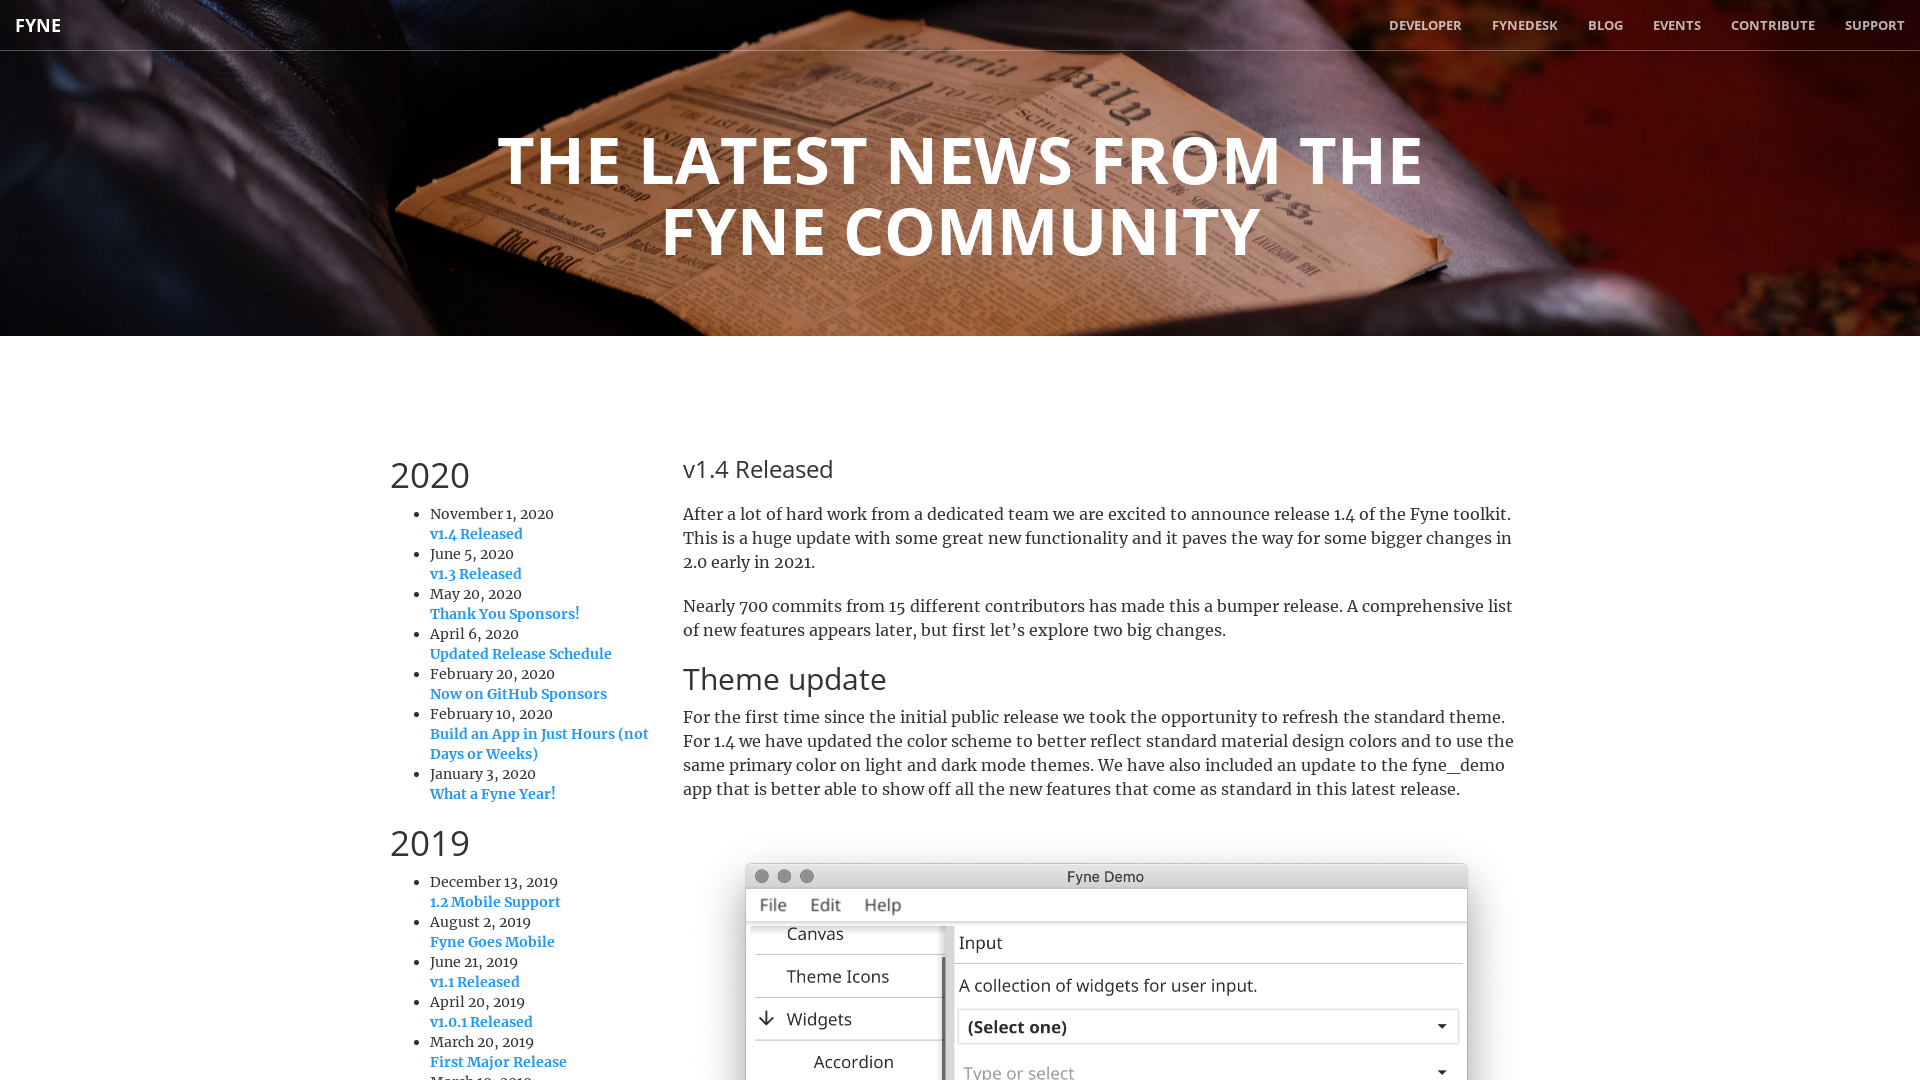 FYNE
DEVELOPER FYNEDESK BLOG EVENTS CONTRIBUTE SUPPORT
Victoria Daily
EPAIRING.
TO LET
THE LAST DAY
THE LATEST NEWS FROM THE
FYNE COMMUNITY
That Coat
2020
November 1, 2020
v1.4 Released
June 5, 2020
v1.3 Released
May 20, 2020
Thank You Sponsors!
April 6, 2020
Updated Release Schedule
February 20, 2020
Now on GitHub Sponsors
February 10, 2020
Build an App in Just Hours (not
Days or Weeks)
January 3, 2020
What a Fyne Year!
2019
December 13, 2019
1.2 Mobile Support
August 2, 2019
Fyne Goes Mobile
June 21, 2019
v1.1 Released
April 20, 2019
v1.0.1 Released
March 20, 2019
First Major Release
v1.4 Released
After a lot of hard work from a dedicated team we are excited to announce release 1.4 of the Fyne toolkit.
This is a huge update with some great new functionality and it paves the way for some bigger changes in
2.0 early in 2021.
Nearly 700 commits from 15 different contributors has made this a bumper release. A comprehensive list
of new features appears later, but first let’s explore two big changes.
Theme update
For the first time since the initial public release we took the opportunity to refresh the standard theme.
For 1.4 we have updated the color scheme to better reflect standard material design colors and to use the
same primary color on light and dark mode themes. We have also included an update to the fyne_demo
app that is better able to show off all the new features that come as standard in this latest release.
Fyne Demo
File Edit Help
Canvas
Theme Icons
Widgets
Accordion
Input
A collection of widgets for user input.
(Select one)
Type or select